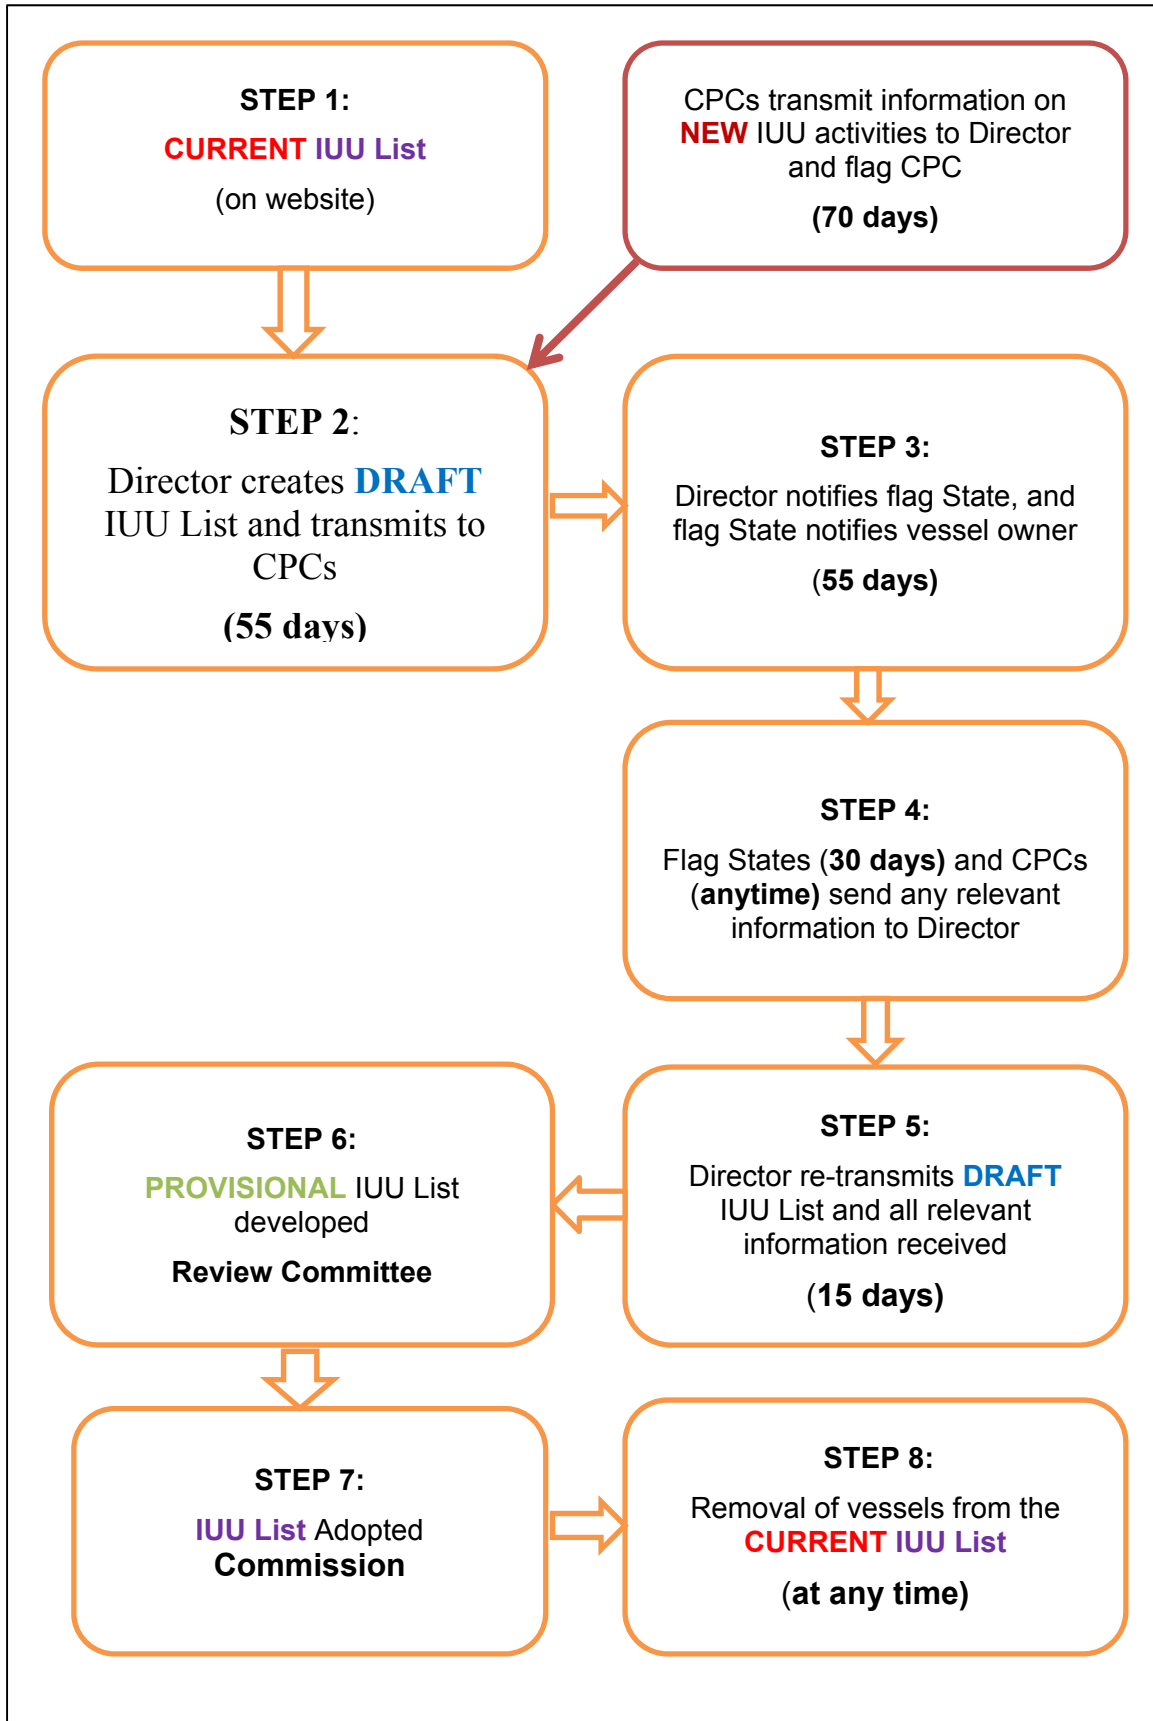 STEP 1:
CURRENT IUU List
(on website)
CPCs transmit information on
NEW IUU activities to Director
and flag CPC
(70 days)
STEP 2:
Director creates DRAFT
IUU List and transmits to
CPCs
(55 days)
STEP 3:
Director notifies flag State, and
flag State notifies vessel owner
(55 days)
STEP 4:
Flag States (30 days) and CPCs
(anytime) send any relevant
information to Director
STEP 5:
Director re-transmits DRAFT
IUU List and all relevant
information received
(15 days)
STEP 6:
PROVISIONAL IUU List
developed
Review Committee
STEP 7:
IUU List Adopted
Commission
STEP 8:
Removal of vessels from the
CURRENT IUU List
(at any time)